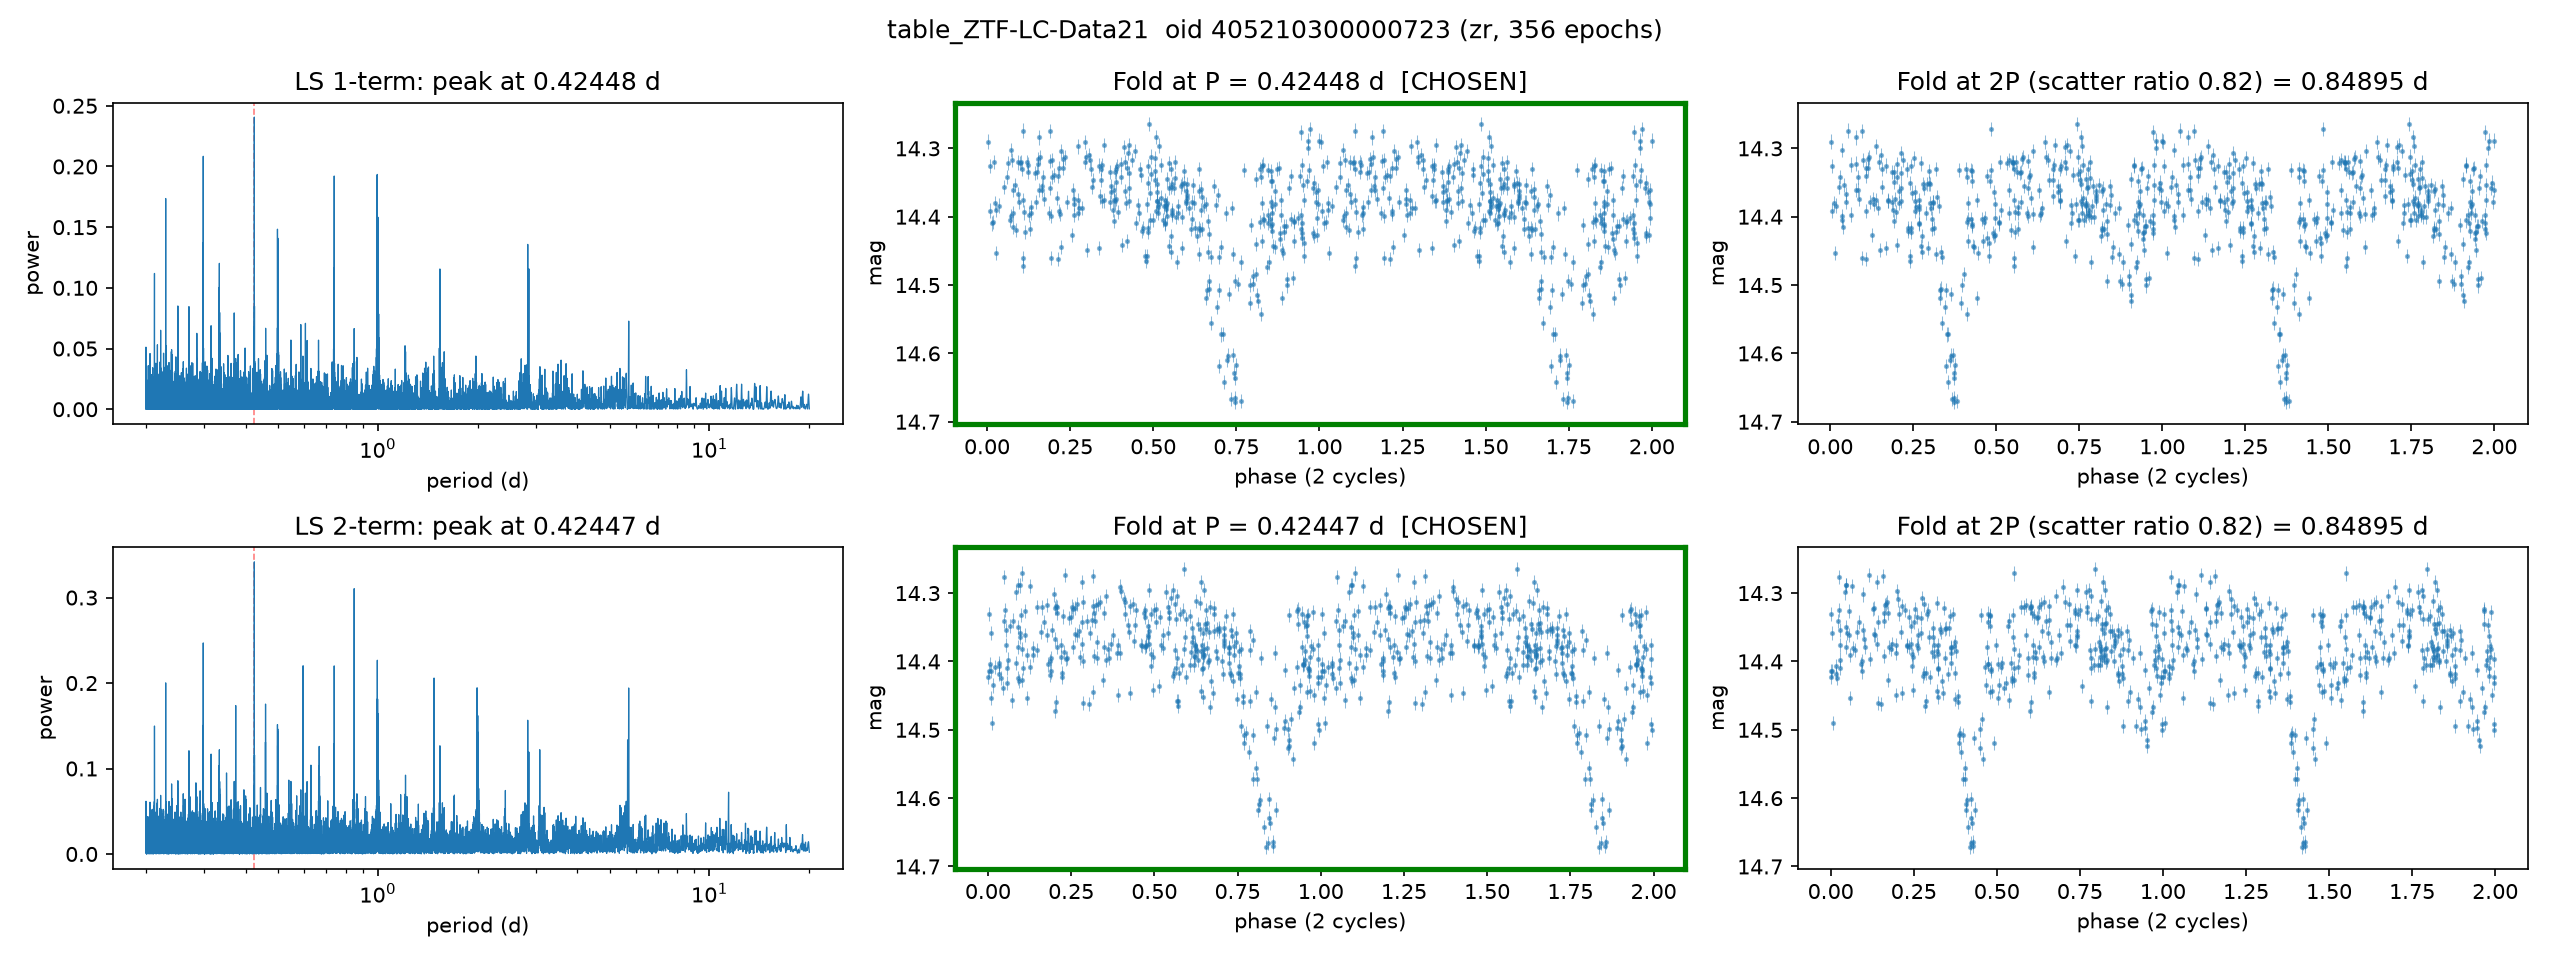 table_ZTF-LC-Data21  oid 405210300000723 (zr, 356 epochs)
LS 1-term: peak at 0.42448 d
0.25
0.20
0.15
0.10
0.05
0.00
power
10⁰
10¹
period (d)
Fold at P = 0.42448 d  [CHOSEN]
14.3
14.4
14.5
14.6
14.7
mag
0.00 0.25 0.50 0.75 1.00 1.25 1.50 1.75 2.00
phase (2 cycles)
Fold at 2P (scatter ratio 0.82) = 0.84895 d
14.3
14.4
14.5
14.6
14.7
mag
0.00 0.25 0.50 0.75 1.00 1.25 1.50 1.75 2.00
phase (2 cycles)
LS 2-term: peak at 0.42447 d
0.3
0.2
0.1
0.0
power
10⁰
10¹
period (d)
Fold at P = 0.42447 d  [CHOSEN]
14.3
14.4
14.5
14.6
14.7
mag
0.00 0.25 0.50 0.75 1.00 1.25 1.50 1.75 2.00
phase (2 cycles)
Fold at 2P (scatter ratio 0.82) = 0.84895 d
14.3
14.4
14.5
14.6
14.7
mag
0.00 0.25 0.50 0.75 1.00 1.25 1.50 1.75 2.00
phase (2 cycles)